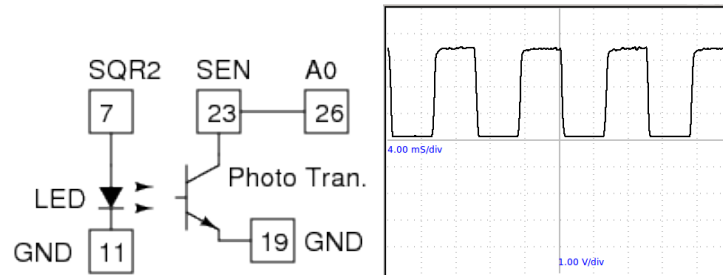 SQR2 SEN A0
7 23 26
LED Photo Tran.
GND 11 19 GND
4.00 mS/div
1.00 V/div